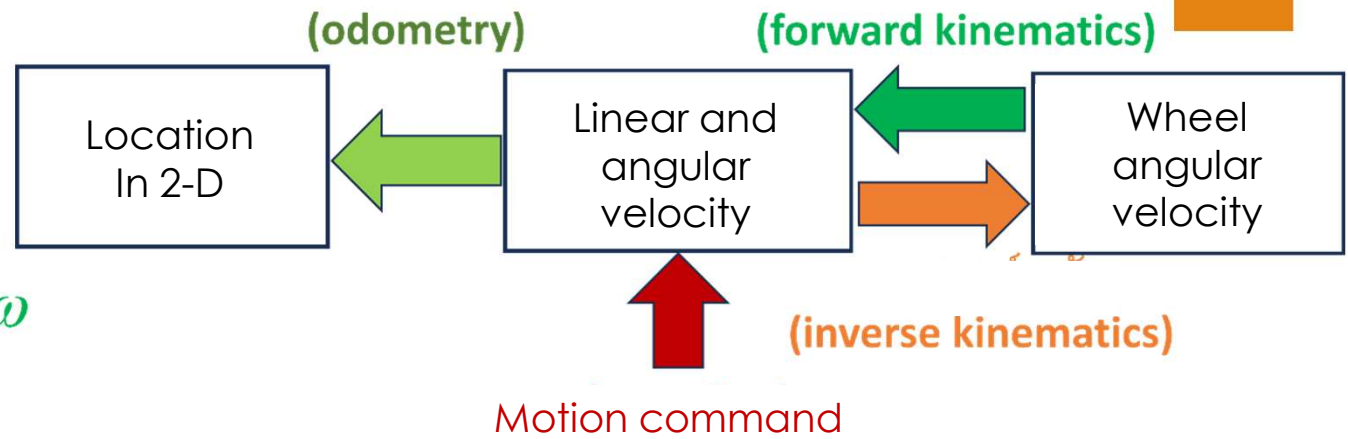 (odometry)
(forward kinematics)
Location
In 2-D
Linear and
angular
velocity
Wheel
angular
velocity
ω
(inverse kinematics)
Motion command